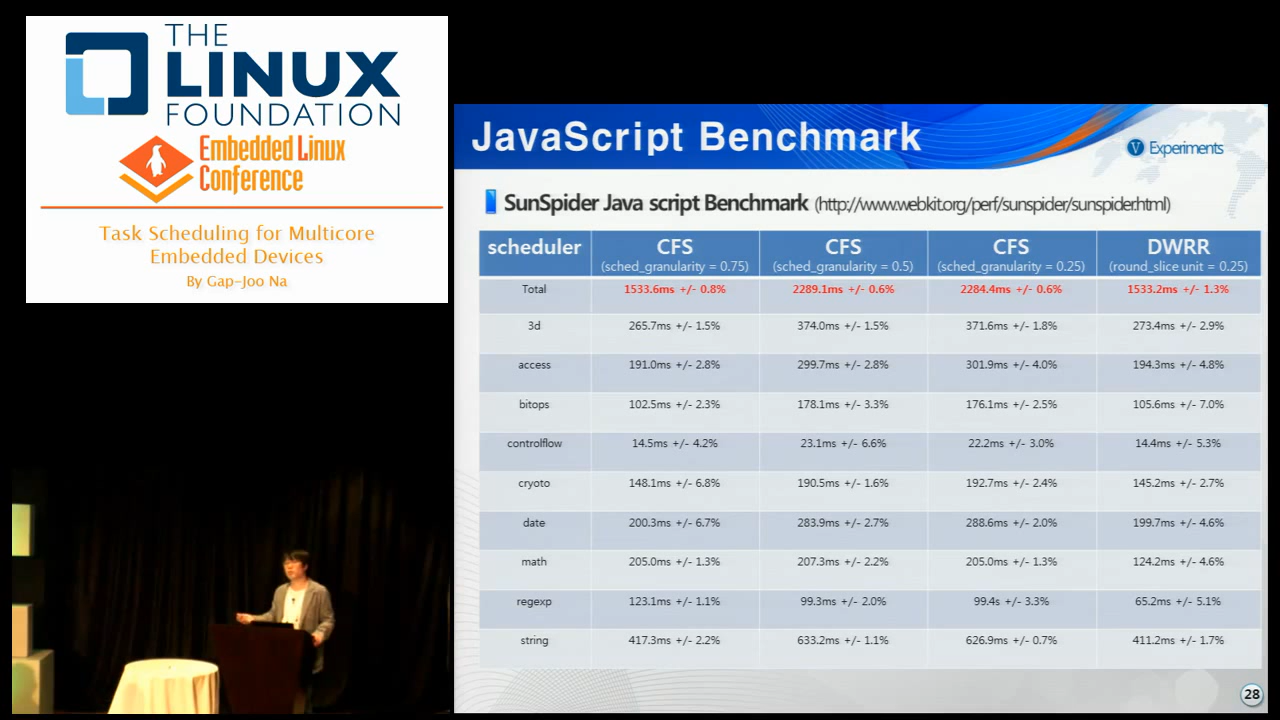 THE
LINUX
FOUNDATION
Embedded Linux
Conference
Task Scheduling for Multicore
Embedded Devices
By Gap-Joo Na
JavaScript Benchmark
V Experiments
SunSpider Java script Benchmark (http://www.webkit.org/perf/sunspider/sunspider.html)
scheduler CFS (sched_granularity = 0.75) CFS (sched_granularity = 0.5) CFS (sched_granularity = 0.25) DWRR (round_slice unit = 0.25)
Total 1533.6ms +/- 0.8% 2289.1ms +/- 0.6% 2284.4ms +/- 0.6% 1533.2ms +/- 1.3%
3d 265.7ms +/- 1.5% 374.0ms +/- 1.5% 371.6ms +/- 1.8% 273.4ms +/- 2.9%
access 191.0ms +/- 2.8% 299.7ms +/- 2.8% 301.9ms +/- 4.0% 194.3ms +/- 4.8%
bitops 102.5ms +/- 2.3% 178.1ms +/- 3.3% 176.1ms +/- 2.5% 105.6ms +/- 7.0%
controlflow 14.5ms +/- 4.2% 23.1ms +/- 6.6% 22.2ms +/- 3.0% 14.4ms +/- 5.3%
cryoto 148.1ms +/- 6.8% 190.5ms +/- 1.6% 192.7ms +/- 2.4% 145.2ms +/- 2.7%
date 200.3ms +/- 6.7% 283.9ms +/- 2.7% 288.6ms +/- 2.0% 199.7ms +/- 4.6%
math 205.0ms +/- 1.3% 207.3ms +/- 2.2% 205.0ms +/- 1.3% 124.2ms +/- 4.6%
regexp 123.1ms +/- 1.1% 99.3ms +/- 2.0% 99.4s +/- 3.3% 65.2ms +/- 5.1%
string 417.3ms +/- 2.2% 633.2ms +/- 1.1% 626.9ms +/- 0.7% 411.2ms +/- 1.7%
28